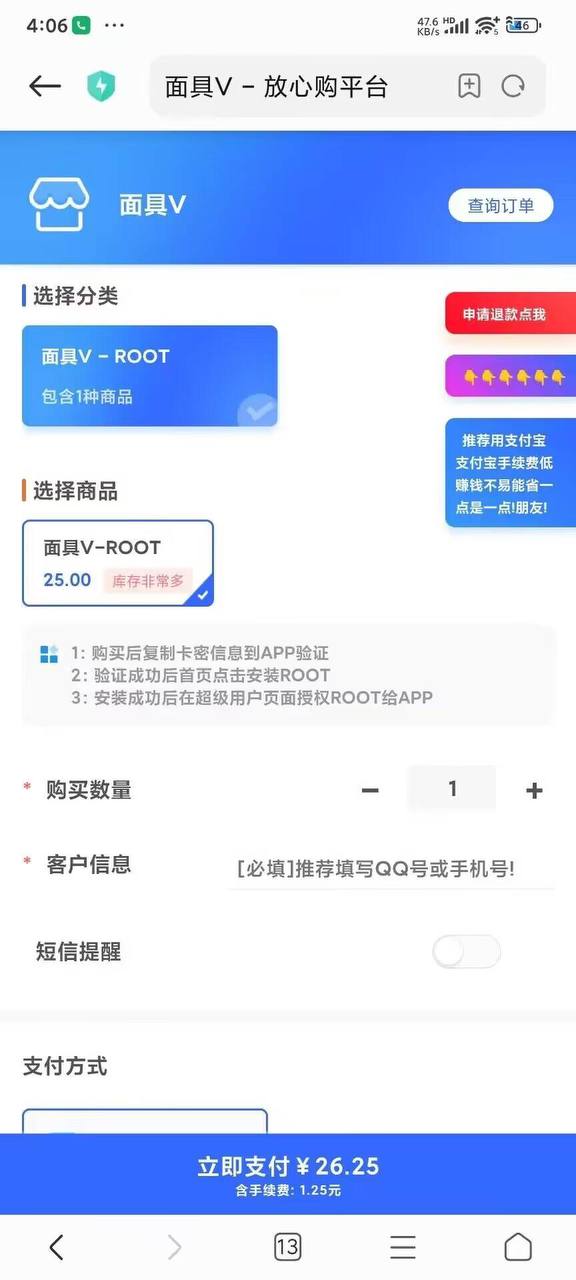 4:06
47.6 KB/s HD 5 46
面具V - 放心购平台
面具V
查询订单
选择分类
申请退款点我
面具V - ROOT
包含1种商品
推荐用支付宝
支付宝手续费低
赚钱不易能省一
点是一点!朋友!
选择商品
面具V-ROOT
25.00 库存非常多
1: 购买后复制卡密信息到APP验证
2: 验证成功后首页点击安装ROOT
3: 安装成功后在超级用户页面授权ROOT给APP
* 购买数量 − 1 +
* 客户信息 [必填]推荐填写QQ号或手机号!
短信提醒
支付方式
立即支付￥26.25
含手续费: 1.25元
13